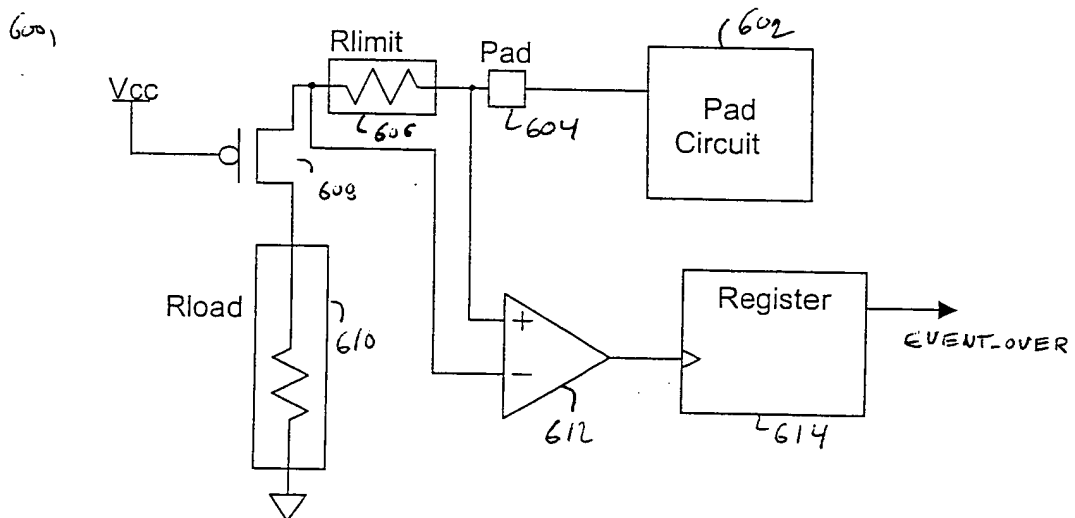 600
602
Rlimit
Pad
Vcc
606
604
Pad
Circuit
608
Rload
610
+
−
Register
EVENT_OVER
612
614